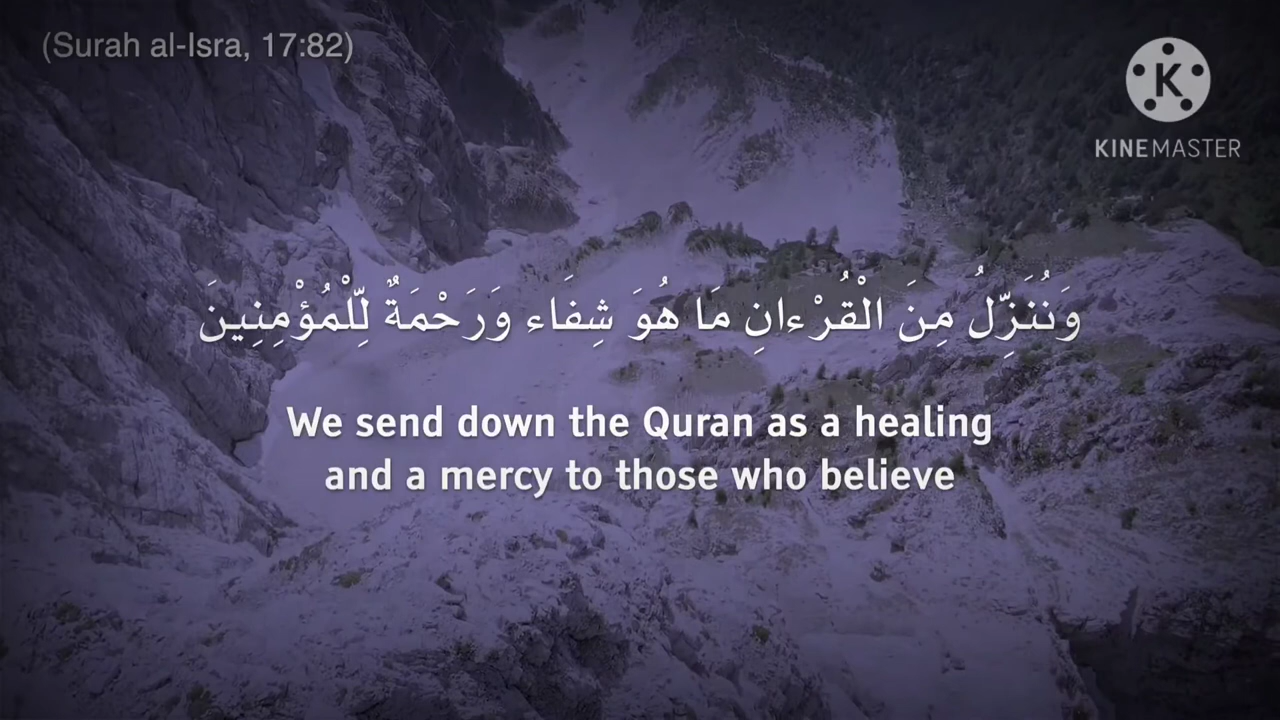 (Surah al-Isra, 17:82)
K
KINEMASTER
وَنُنَزِّلُ مِنَ الْقُرْءانِ مَا هُوَ شِفَاء وَرَحْمَةٌ لِّلْمُؤْمِنِينَ
We send down the Quran as a healing
and a mercy to those who believe